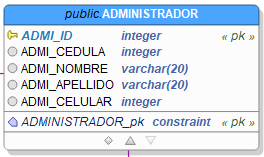 public.ADMINISTRADOR
ADMI_ID integer « pk »
ADMI_CEDULA integer
ADMI_NOMBRE varchar(20)
ADMI_APELLIDO varchar(20)
ADMI_CELULAR integer
ADMINISTRADOR_pk constraint « pk »